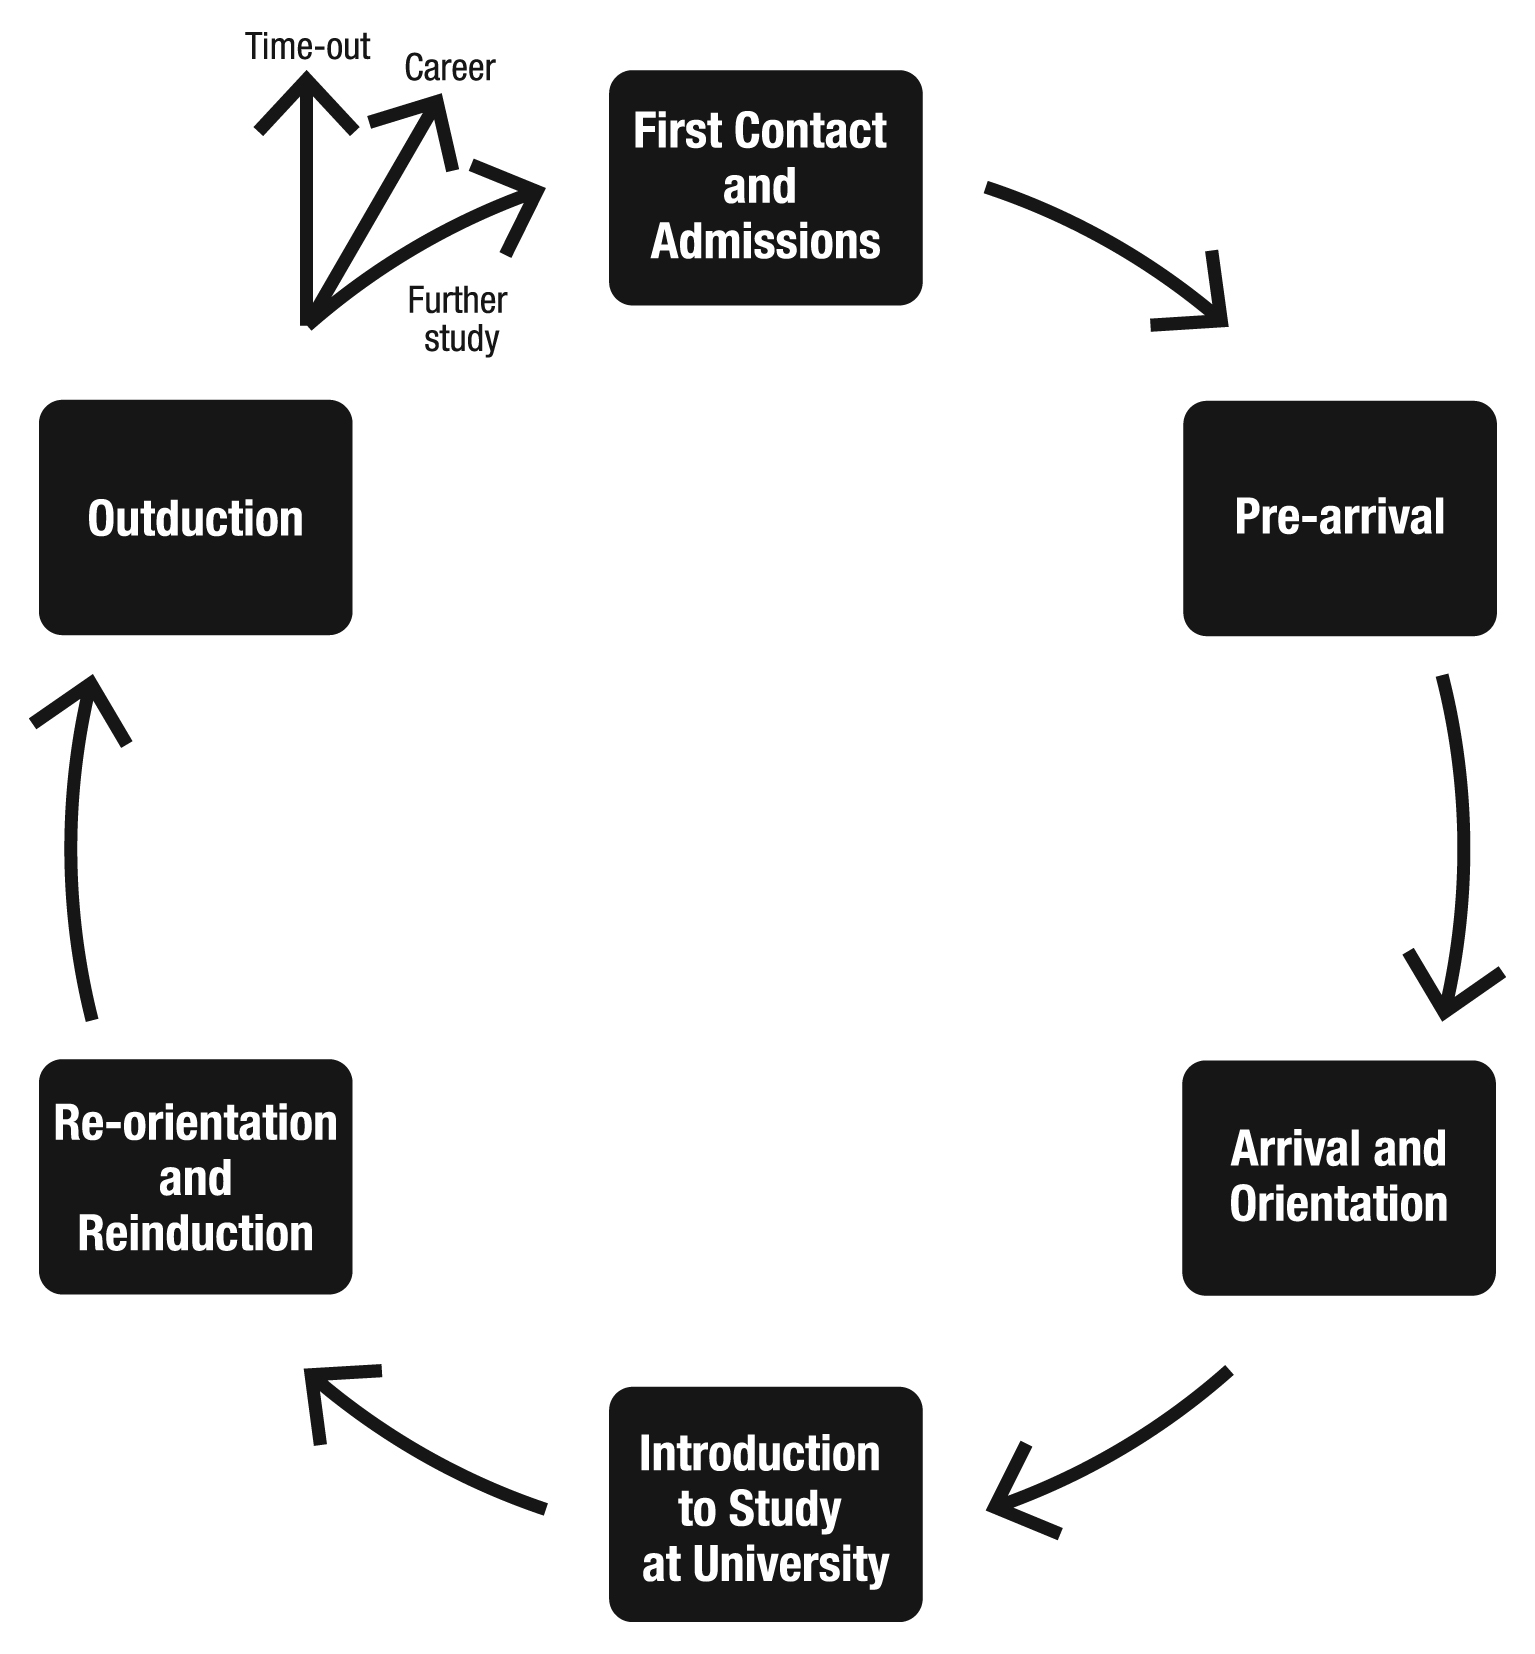 Time-out
Career
Further
study
First Contact
and
Admissions
Pre-arrival
Arrival and
Orientation
Introduction
to Study
at University
Re-orientation
and
Reinduction
Outduction